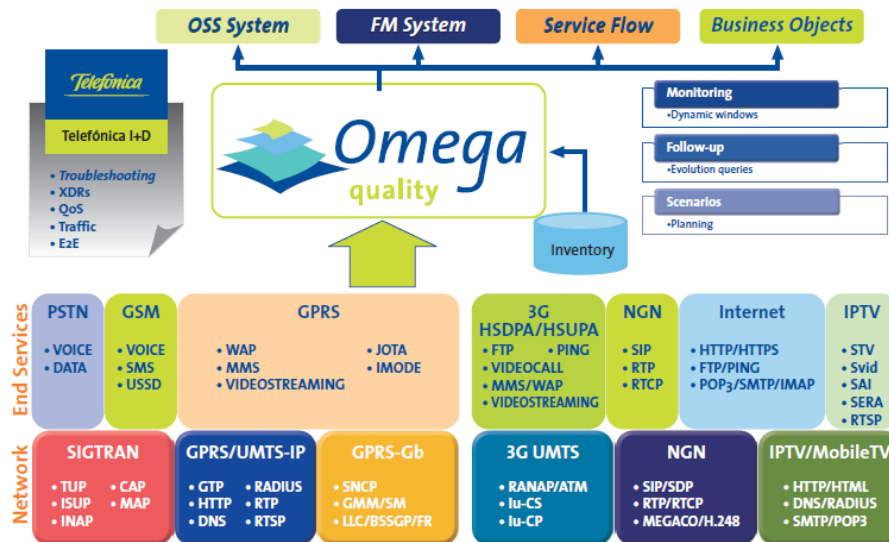 OSS System
FM System
Service Flow
Business Objects
Telefónica
Telefónica I+D
• Troubleshooting
• XDRs
• QoS
• Traffic
• E2E
Omega
quality
Inventory
Monitoring
•Dynamic windows
Follow-up
•Evolution queries
Scenarios
•Planning
End Services
PSTN
• VOICE
• DATA
GSM
• VOICE
• SMS
• USSD
GPRS
• WAP
• MMS
• VIDEOSTREAMING
• JOTA
• IMODE
3G
HSDPA/HSUPA
• FTP • PING
• VIDEOCALL
• MMS/WAP
• VIDEOSTREAMING
NGN
• SIP
• RTP
• RTCP
Internet
• HTTP/HTTPS
• FTP/PING
• POP3/SMTP/IMAP
IPTV
• STV
• Svid
• SAI
• SERA
• RTSP
Network
SIGTRAN
• TUP • CAP
• ISUP • MAP
• INAP
GPRS/UMTS-IP
• GTP • RADIUS
• HTTP • RTP
• DNS • RTSP
GPRS-Gb
• SNCP
• GMM/SM
• LLC/BSSGP/FR
3G UMTS
• RANAP/ATM
• Iu-CS
• Iu-CP
NGN
• SIP/SDP
• RTP/RTCP
• MEGACO/H.248
IPTV/MobileTV
• HTTP/HTML
• DNS/RADIUS
• SMTP/POP3